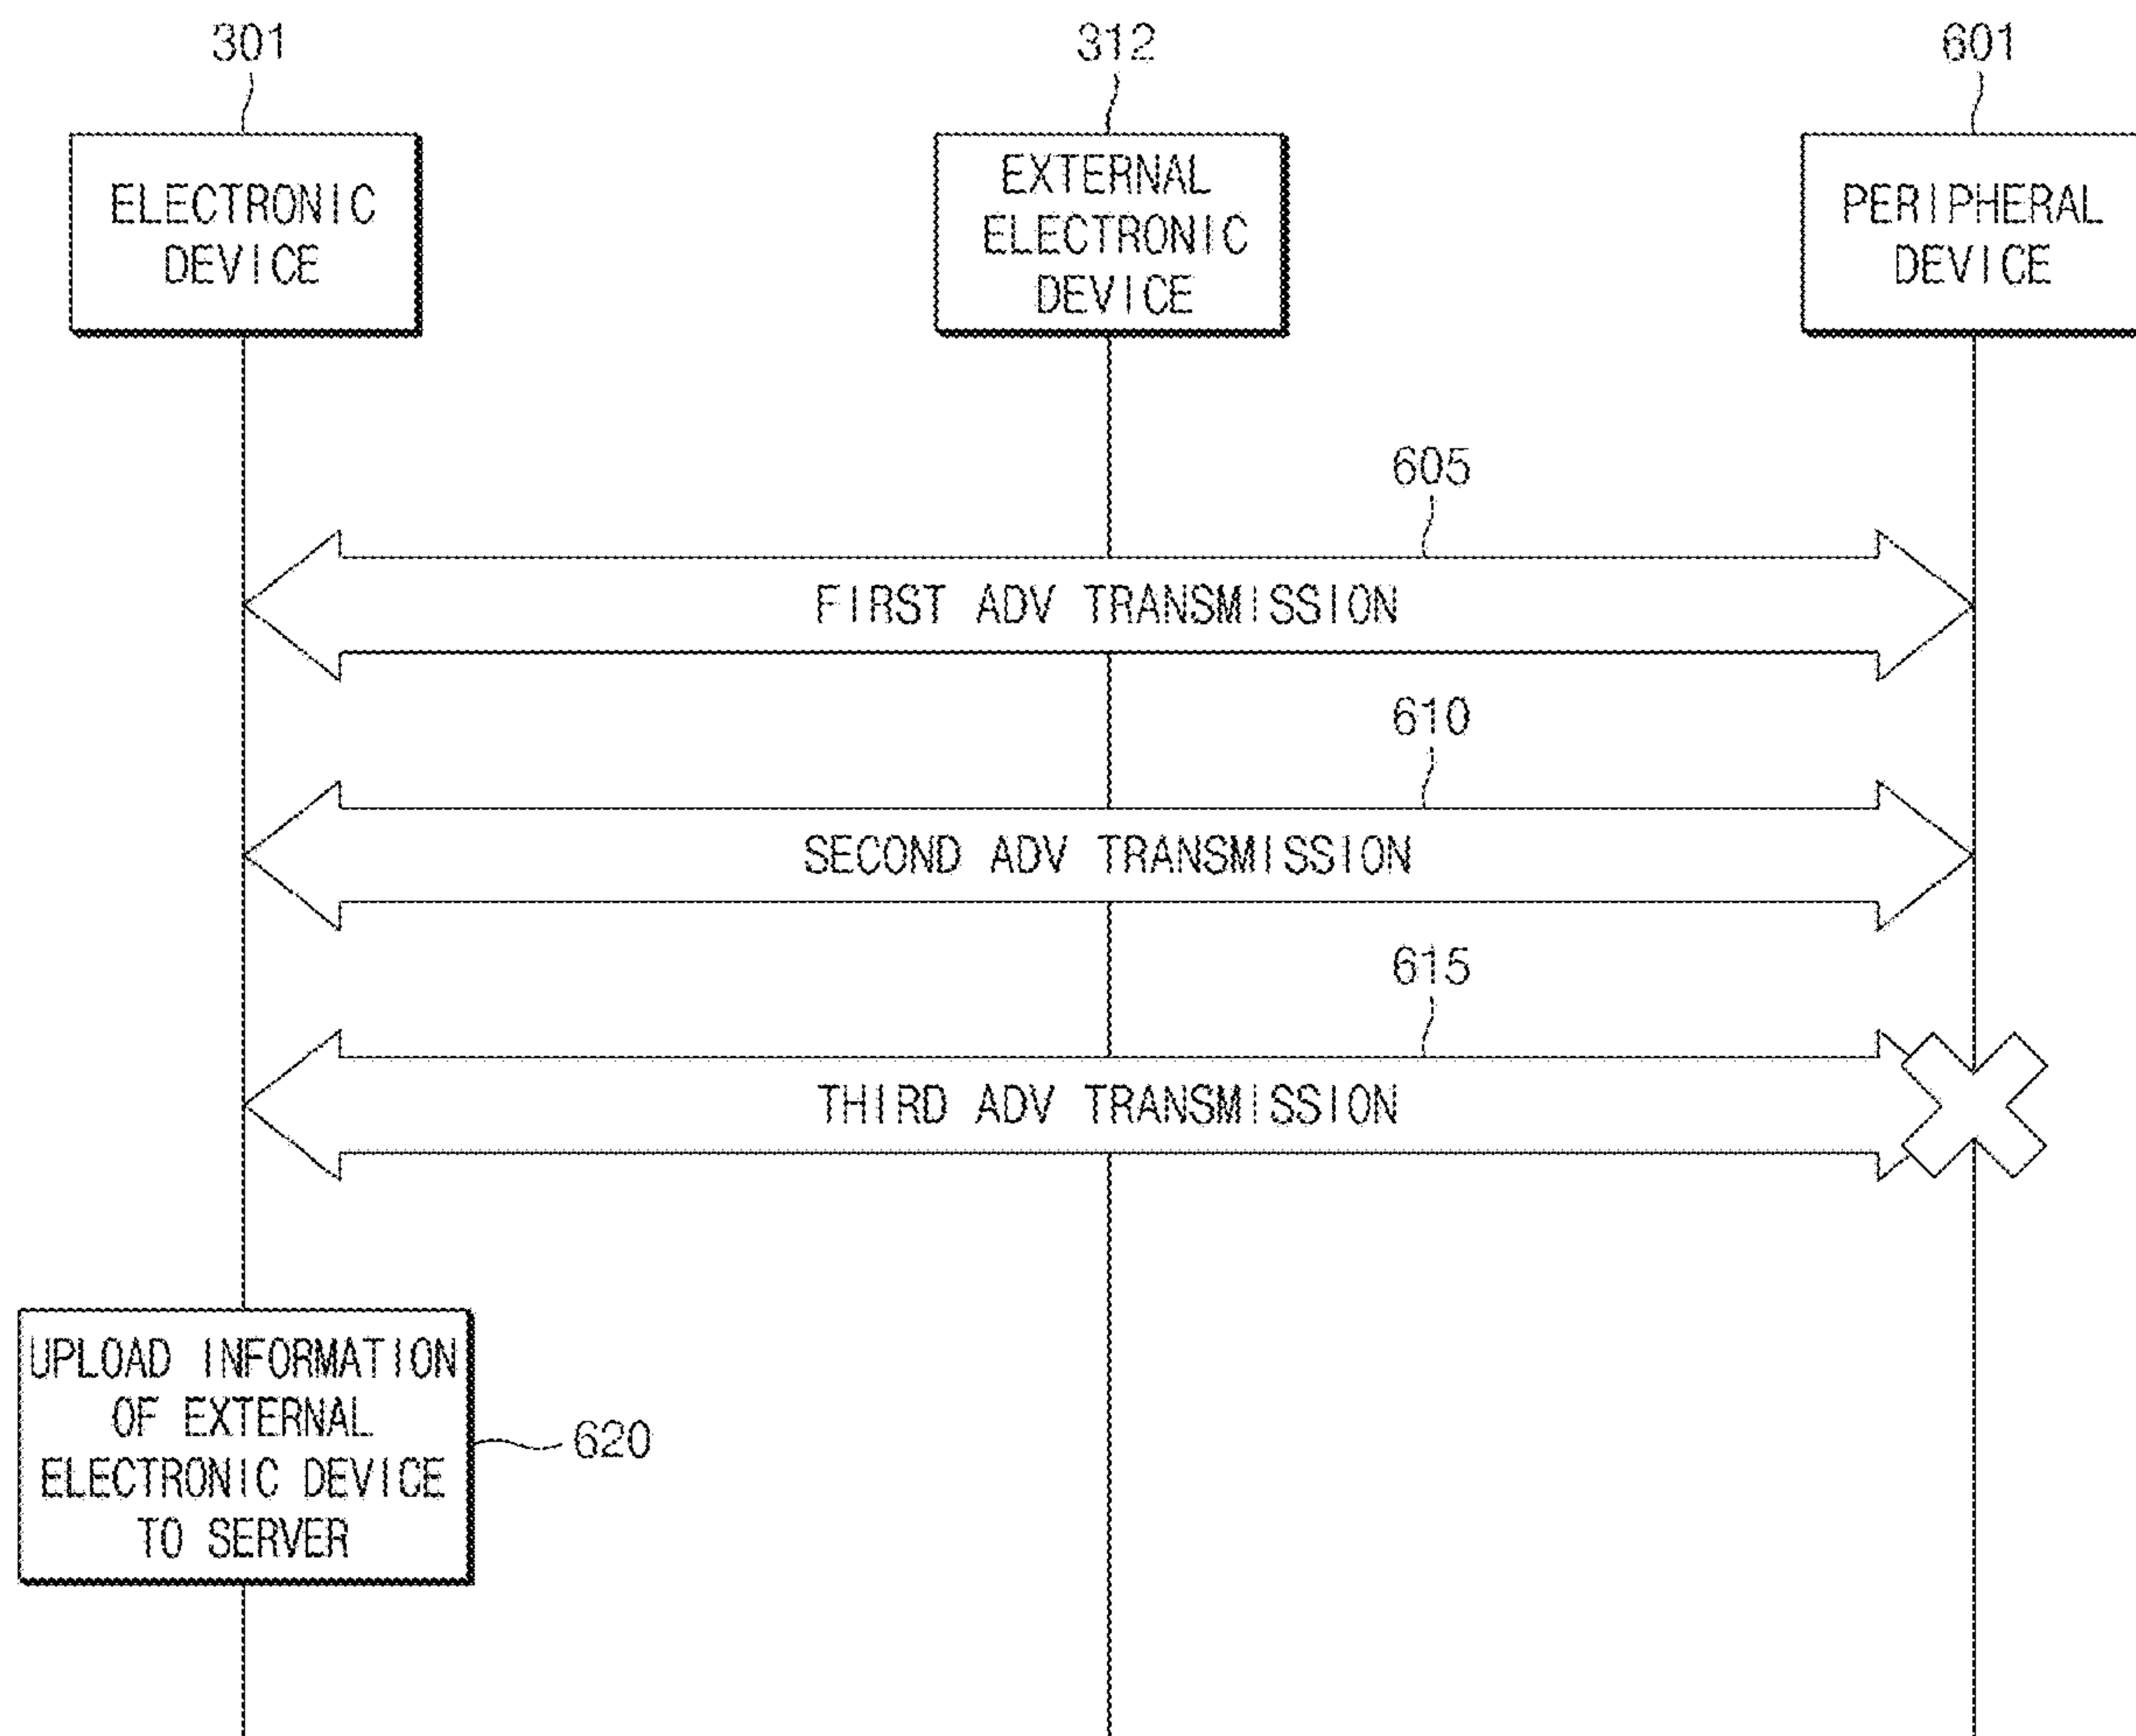 301
312
601
ELECTRONIC
DEVICE
EXTERNAL
ELECTRONIC
DEVICE
PERIPHERAL
DEVICE
605
FIRST ADV TRANSMISSION
610
SECOND ADV TRANSMISSION
615
THIRD ADV TRANSMISSION
UPLOAD INFORMATION
OF EXTERNAL
ELECTRONIC DEVICE
TO SERVER
620